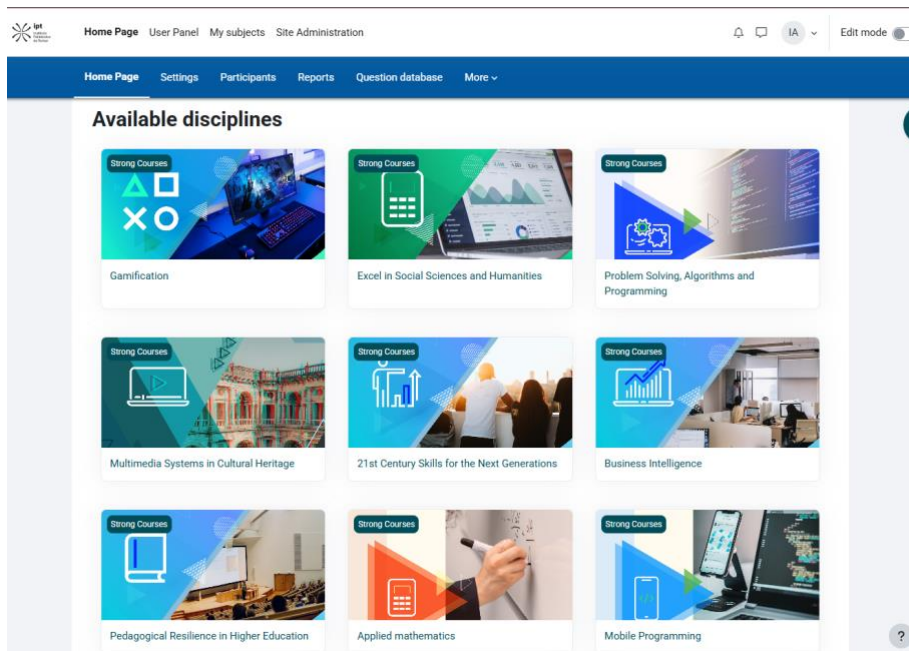 ipt
Home Page User Panel My subjects Site Administration
IA
Edit mode
Home Page Settings Participants Reports Question database More
Available disciplines
Strong Courses
Gamification
Strong Courses
Excel in Social Sciences and Humanities
Strong Courses
Problem Solving, Algorithms and
Programming
Strong Courses
Multimedia Systems in Cultural Heritage
Strong Courses
21st Century Skills for the Next Generations
Strong Courses
Business Intelligence
Strong Courses
Pedagogical Resilience in Higher Education
Strong Courses
Applied mathematics
Strong Courses
Mobile Programming
?